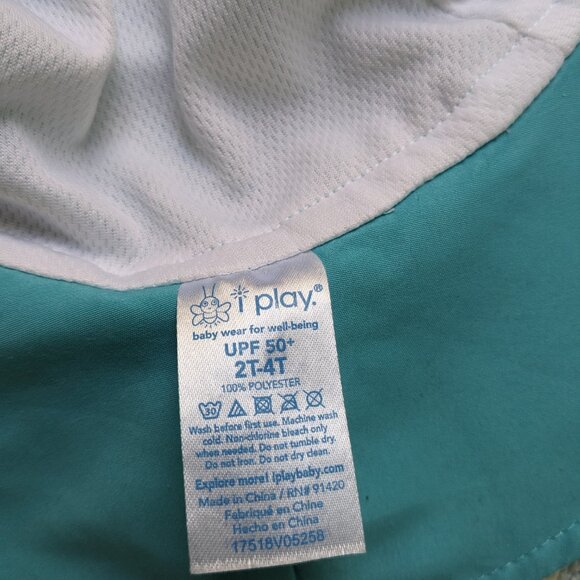 i play.®
baby wear for well-being
UPF 50+
2T-4T
100% POLYESTER
30
Wash before first use. Machine wash
cold. Non-chlorine bleach only
when needed. Do not tumble dry.
Do not iron. Do not dry clean.
Explore more! iplaybaby.com
Made in China / RN# 91420
Fabriqué en Chine
Hecho en China
17518V05258